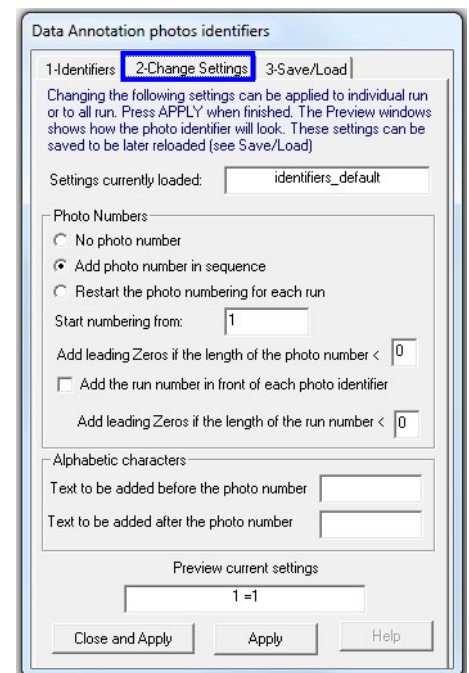 Data Annotation photos identifiers
1-Identifiers 2-Change Settings 3-Save/Load
Changing the following settings can be applied to individual run
or to all run. Press APPLY when finished. The Preview windows
shows how the photo identifier will look. These settings can be
saved to be later reloaded (see Save/Load)
Settings currently loaded: identifiers_default
Photo Numbers
No photo number
Add photo number in sequence
Restart the photo numbering for each run
Start numbering from: 1
Add leading Zeros if the length of the photo number < 0
Add the run number in front of each photo identifier
Add leading Zeros if the length of the run number < 0
Alphabetic characters
Text to be added before the photo number
Text to be added after the photo number
Preview current settings
1 =1
Close and Apply Apply Help